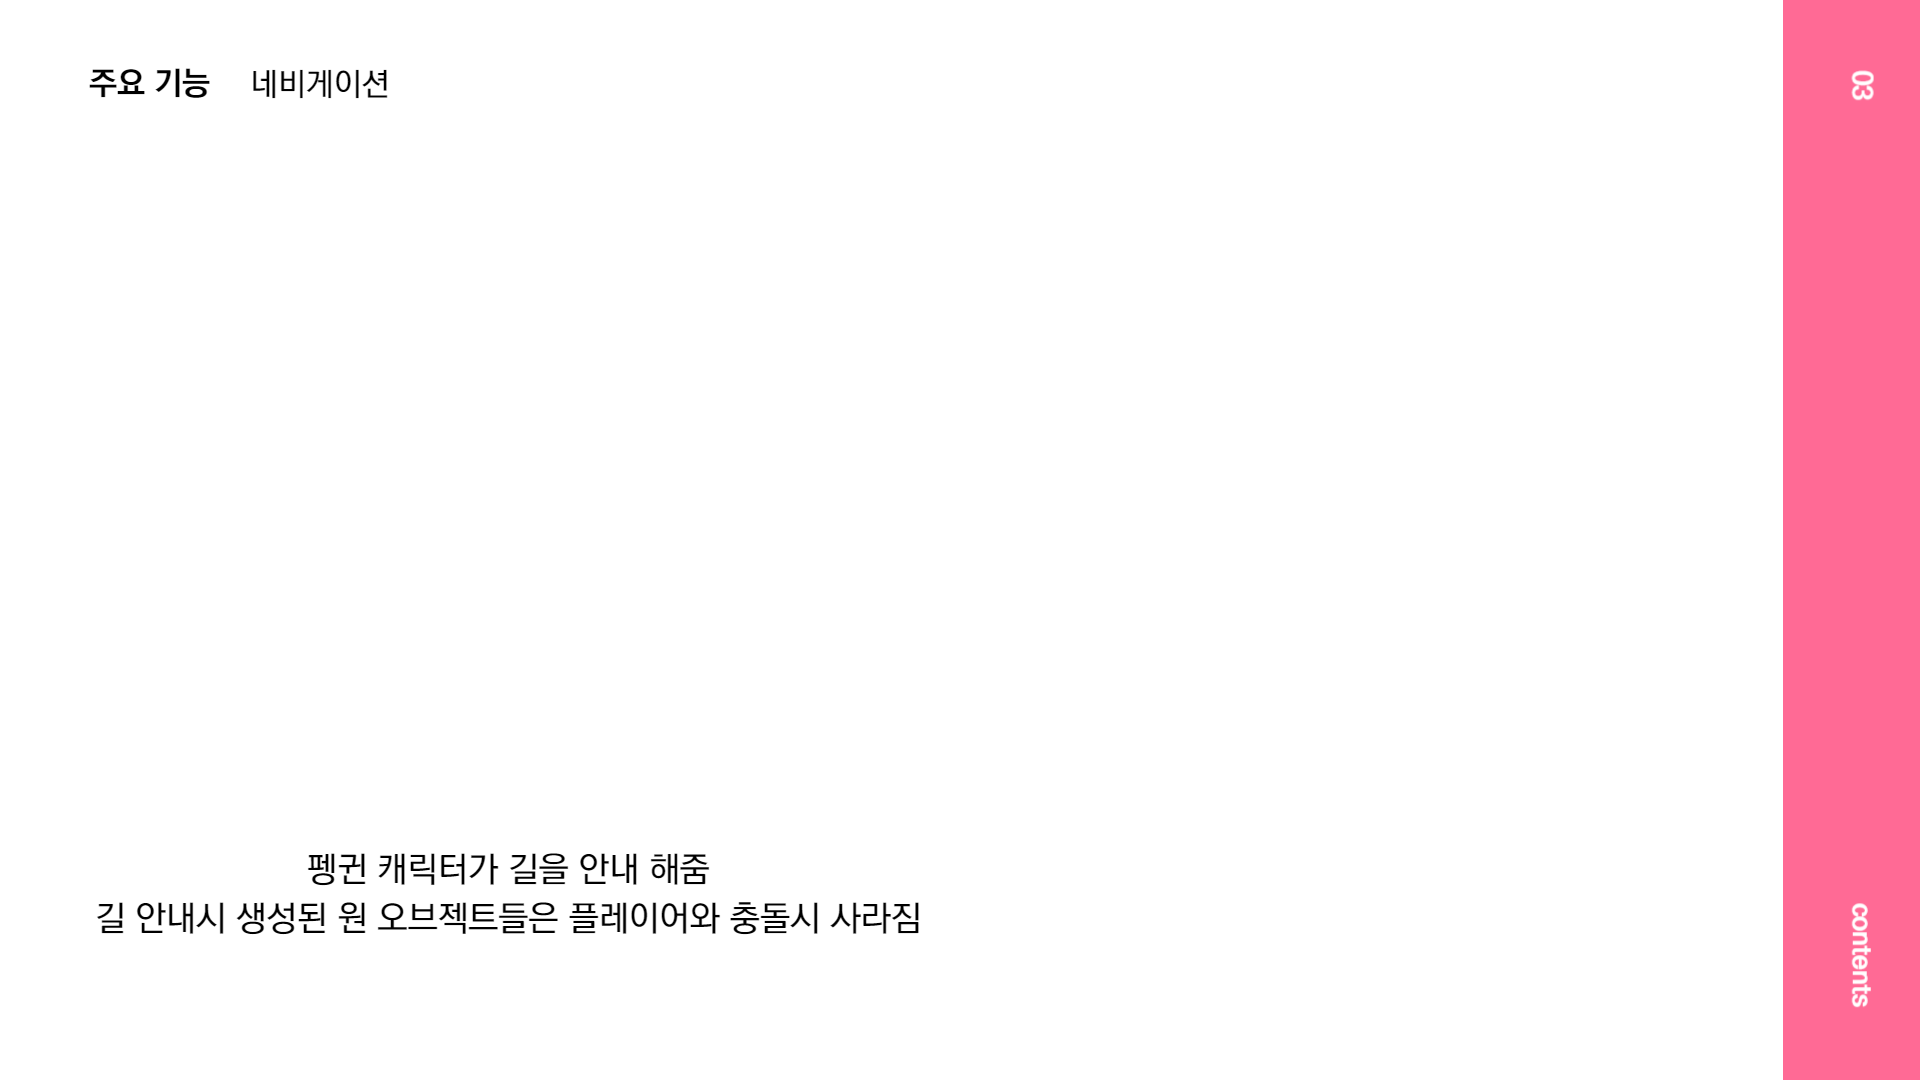 주요 기능 네비게이션
03
펭귄 캐릭터가 길을 안내 해줌
길 안내시 생성된 원 오브젝트들은 플레이어와 충돌시 사라짐
contents